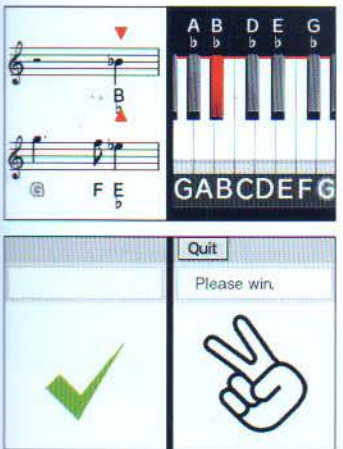 B
♭
G F E
♭
A B D E G
♭ ♭ ♭ ♭ ♭
GABCDEFG
Quit
Please win.